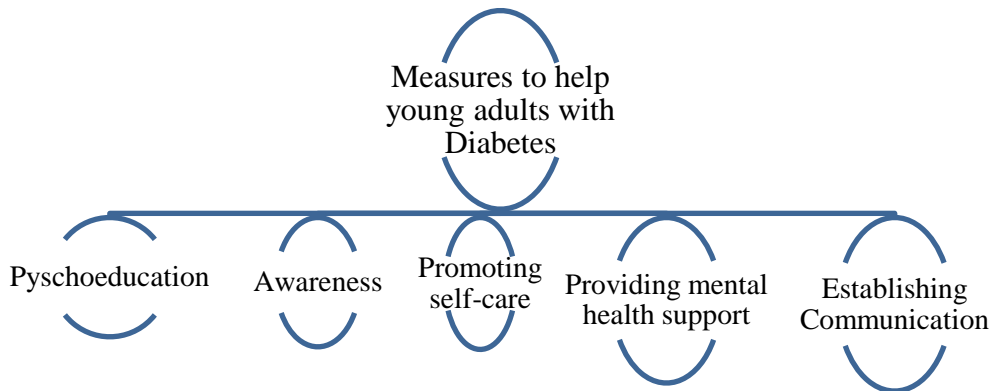 Measures to help
young adults with
Diabetes
Pyschoeducation
Awareness
Promoting
self-care
Providing mental
health support
Establishing
Communication